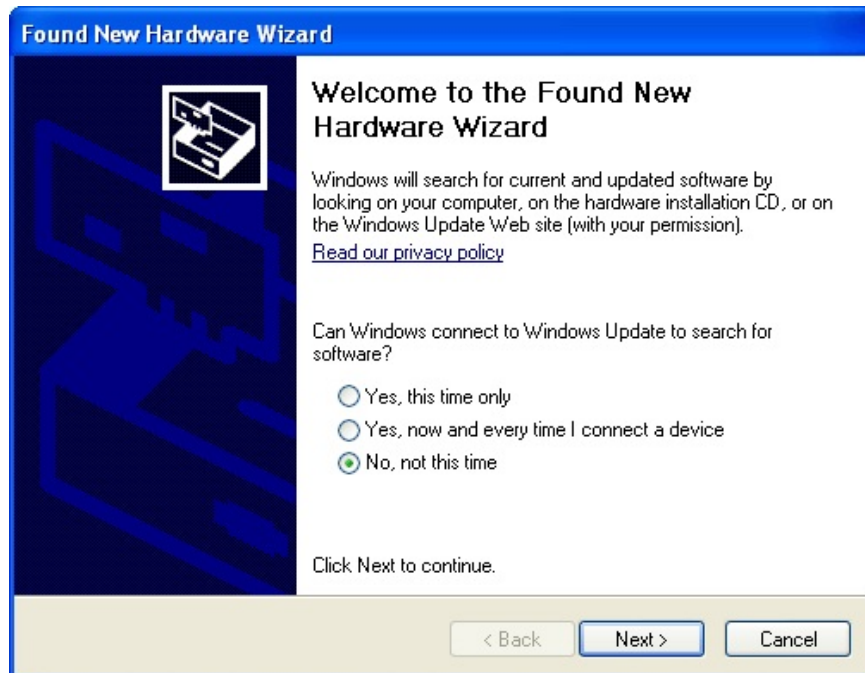 Found New Hardware Wizard
Welcome to the Found New
Hardware Wizard
Windows will search for current and updated software by
looking on your computer, on the hardware installation CD, or on
the Windows Update Web site (with your permission).
Read our privacy policy
Can Windows connect to Windows Update to search for
software?
Yes, this time only
Yes, now and every time I connect a device
No, not this time
Click Next to continue.
< Back Next > Cancel